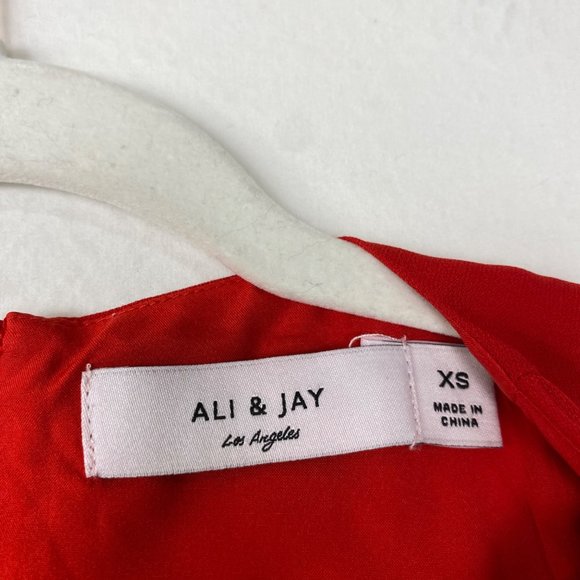 ALI & JAY
Los Angeles
XS
MADE IN
CHINA